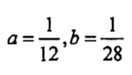 a = 1/12, b = 1/28